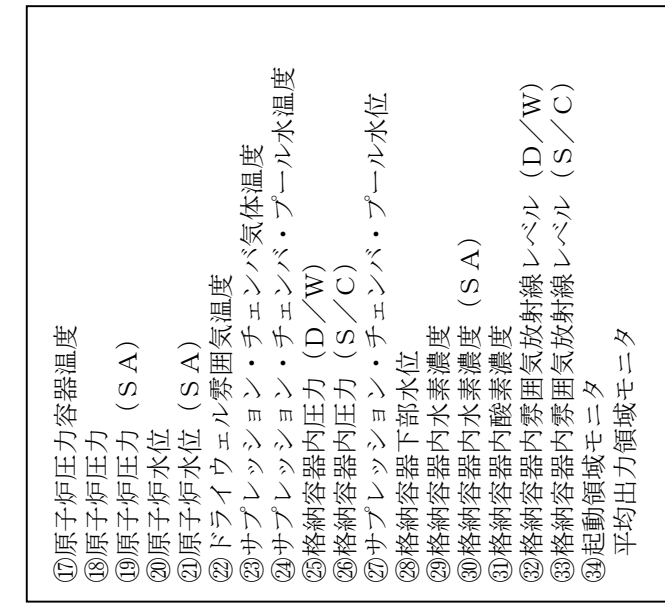 ⑰原子炉圧力容器温度
⑱原子炉圧力
⑲原子炉圧力（ＳＡ）
⑳原子炉水位
㉑原子炉水位（ＳＡ）
㉒ドライウェル雰囲気温度
㉓サプレッション・チェンバ気体温度
㉔サプレッション・チェンバ・プール水温度
㉕格納容器内圧力（Ｄ／Ｗ）
㉖格納容器内圧力（Ｓ／Ｃ）
㉗サプレッション・チェンバ・プール水位
㉘格納容器下部水位
㉙格納容器内水素濃度
㉚格納容器内水素濃度（ＳＡ）
㉛格納容器内酸素濃度
㉜格納容器内雰囲気放射線レベル（Ｄ／Ｗ）
㉝格納容器内雰囲気放射線レベル（Ｓ／Ｃ）
㉞起動領域モニタ
平均出力領域モニタ